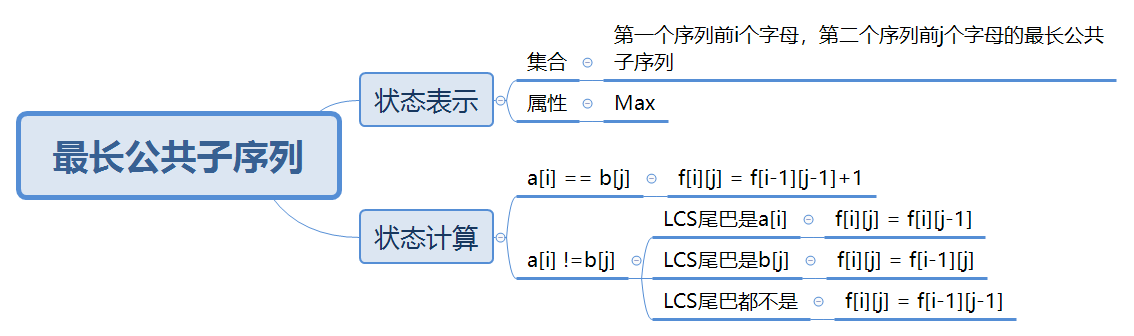 最长公共子序列
状态表示
集合
第一个序列前i个字母，第二个序列前j个字母的最长公共
子序列
属性
Max
状态计算
a[i] == b[j]
f[i][j] = f[i-1][j-1]+1
a[i] !=b[j]
LCS尾巴是a[i]
f[i][j] = f[i][j-1]
LCS尾巴是b[j]
f[i][j] = f[i-1][j]
LCS尾巴都不是
f[i][j] = f[i-1][j-1]